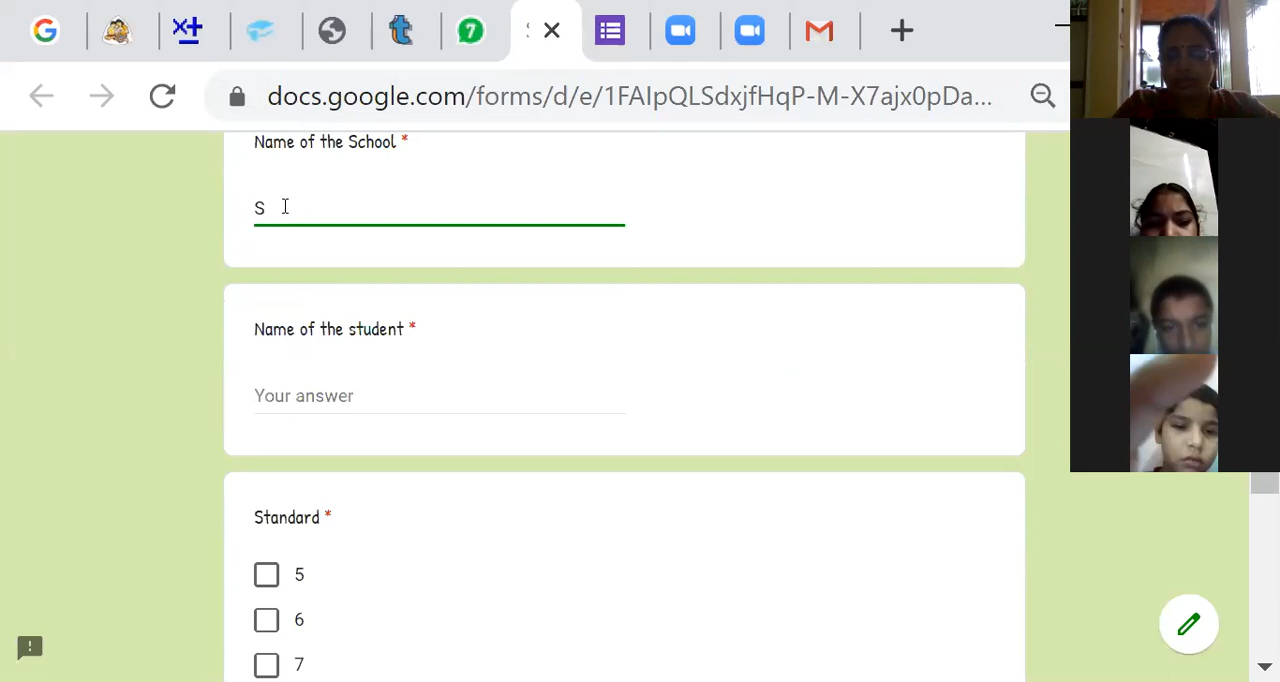 7
docs.google.com/forms/d/e/1FAIpQLSdxjfHqP-M-X7ajx0pDa...
Name of the School *
S
Name of the student *
Your answer
Standard *
5
6
7